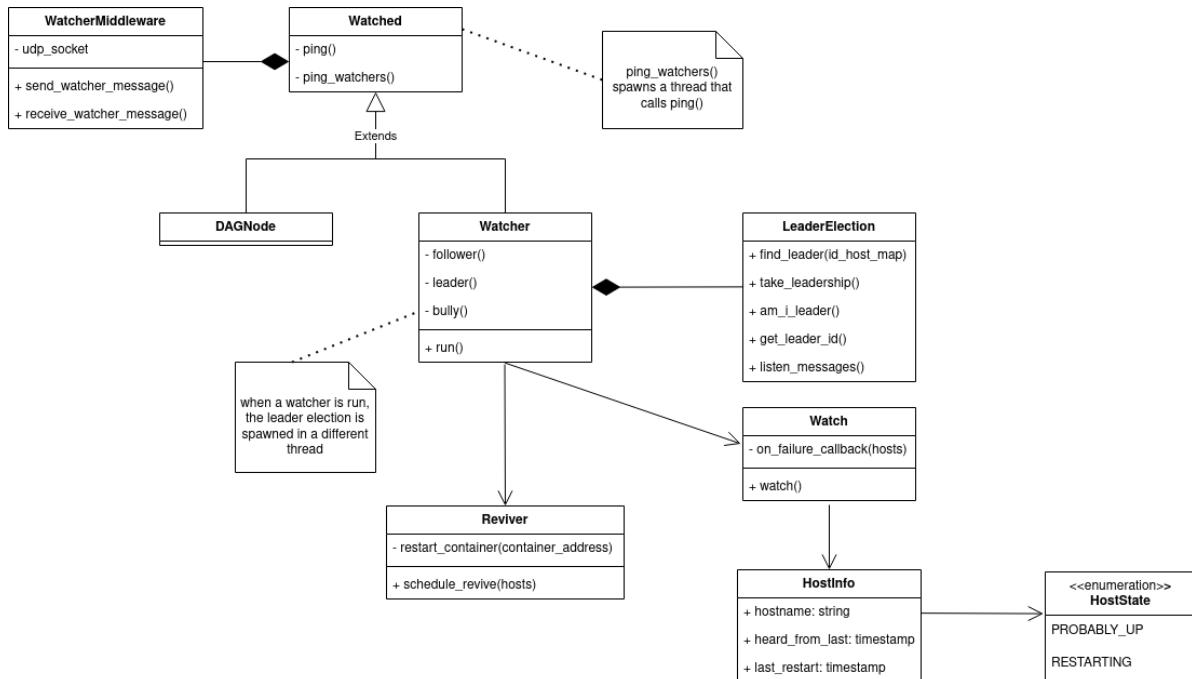 WatcherMiddleware
- udp_socket
+ send_watcher_message()
+ receive_watcher_message()
Watched
- ping()
- ping_watchers()
ping_watchers()
spawns a thread that
calls ping()
Extends
DAGNode
Watcher
- follower()
- leader()
- bully()
+ run()
LeaderElection
+ find_leader(id_host_map)
+ take_leadership()
+ am_i_leader()
+ get_leader_id()
+ listen_messages()
when a watcher is run,
the leader election is
spawned in a different
thread
Watch
- on_failure_callback(hosts)
+ watch()
Reviver
- restart_container(container_address)
+ schedule_revive(hosts)
HostInfo
+ hostname: string
+ heard_from_last: timestamp
+ last_restart: timestamp
<<enumeration>>
HostState
PROBABLY_UP
RESTARTING